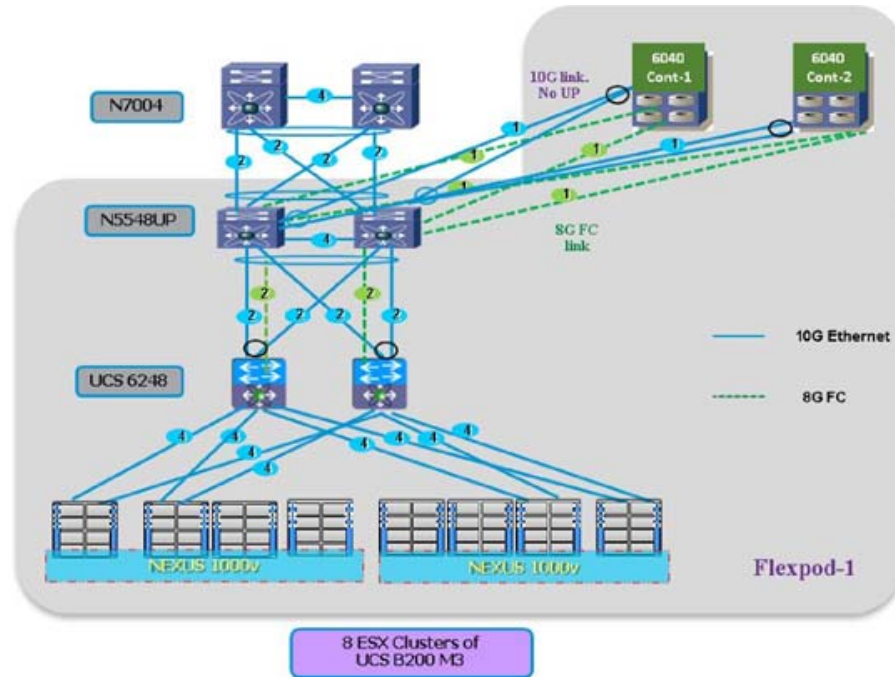 6040
Cont-1
6040
Cont-2
10G link.
No UP
N7004
4
1
2
2
2
2
1
1
1
1
1
N5548UP
4
8G FC
link
2
2
2
2
2
2
10G Ethernet
UCS 6248
8G FC
4
4
4
4
4
4
4
4
NEXUS 1000v
NEXUS 1000v
Flexpod-1
8 ESX Clusters of
UCS B200 M3